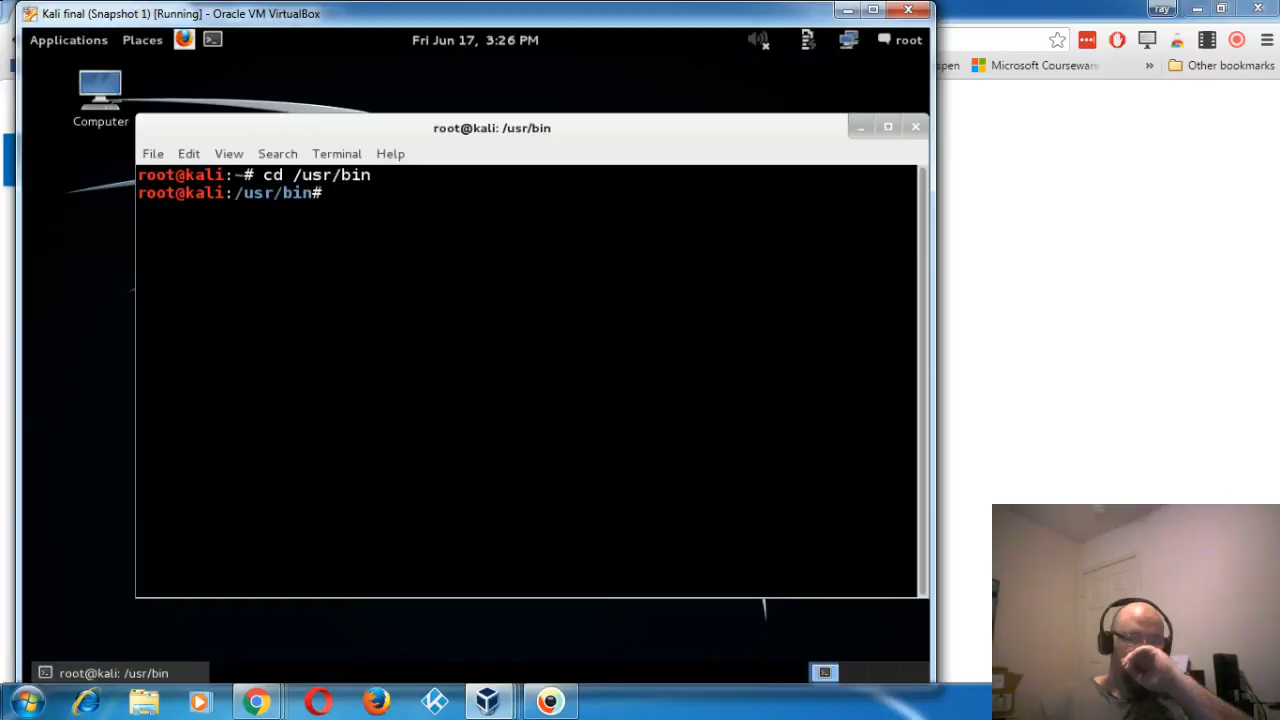 Kali final (Snapshot 1) [Running] - Oracle VM VirtualBox
ray
Applications Places Fri Jun 17, 3:26 PM root
spen Microsoft Courseware » Other bookmarks
Computer
root@kali: /usr/bin
File Edit View Search Terminal Help
root@kali:~# cd /usr/bin
root@kali:/usr/bin#
root@kali: /usr/bin